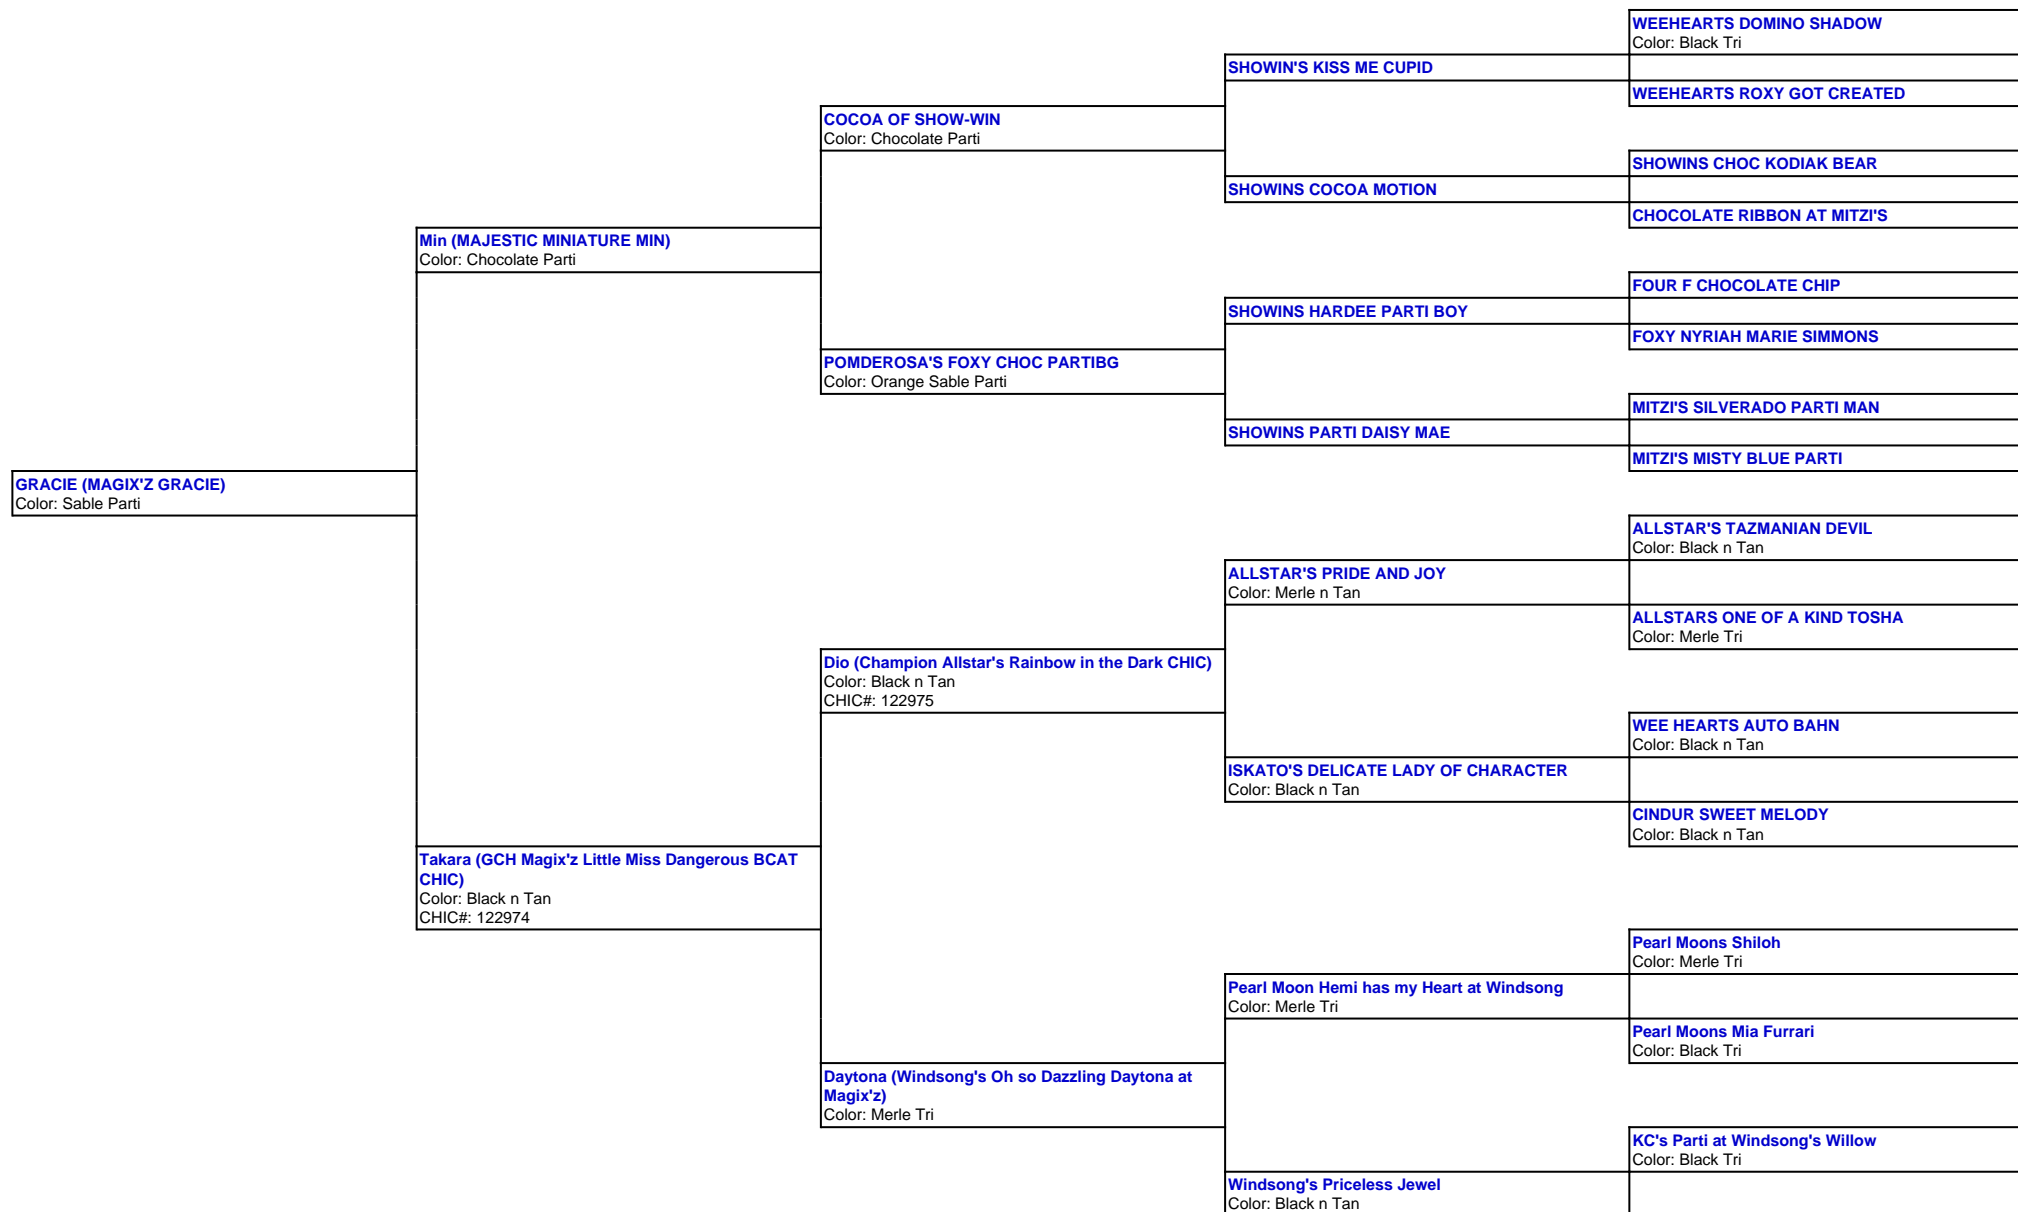 GRACIE (MAGIX'Z GRACIE)
Color: Sable Parti
Min (MAJESTIC MINIATURE MIN)
Color: Chocolate Parti
Takara (GCH Magix'z Little Miss Dangerous BCAT
CHIC)
Color: Black n Tan
CHIC#: 122974
COCOA OF SHOW-WIN
Color: Chocolate Parti
POMDEROSA'S FOXY CHOC PARTIBG
Color: Orange Sable Parti
Dio (Champion Allstar's Rainbow in the Dark CHIC)
Color: Black n Tan
CHIC#: 122975
Daytona (Windsong's Oh so Dazzling Daytona at
Magix'z)
Color: Merle Tri
SHOWIN'S KISS ME CUPID
SHOWINS COCOA MOTION
SHOWINS HARDEE PARTI BOY
SHOWINS PARTI DAISY MAE
ALLSTAR'S PRIDE AND JOY
Color: Merle n Tan
ISKATO'S DELICATE LADY OF CHARACTER
Color: Black n Tan
Pearl Moon Hemi has my Heart at Windsong
Color: Merle Tri
Windsong's Priceless Jewel
Color: Black n Tan
WEEHEARTS DOMINO SHADOW
Color: Black Tri
WEEHEARTS ROXY GOT CREATED
SHOWINS CHOC KODIAK BEAR
CHOCOLATE RIBBON AT MITZI'S
FOUR F CHOCOLATE CHIP
FOXY NYRIAH MARIE SIMMONS
MITZI'S SILVERADO PARTI MAN
MITZI'S MISTY BLUE PARTI
ALLSTAR'S TAZMANIAN DEVIL
Color: Black n Tan
ALLSTARS ONE OF A KIND TOSHA
Color: Merle Tri
WEE HEARTS AUTO BAHN
Color: Black n Tan
CINDUR SWEET MELODY
Color: Black n Tan
Pearl Moons Shiloh
Color: Merle Tri
Pearl Moons Mia Furrari
Color: Black Tri
KC's Parti at Windsong's Willow
Color: Black Tri